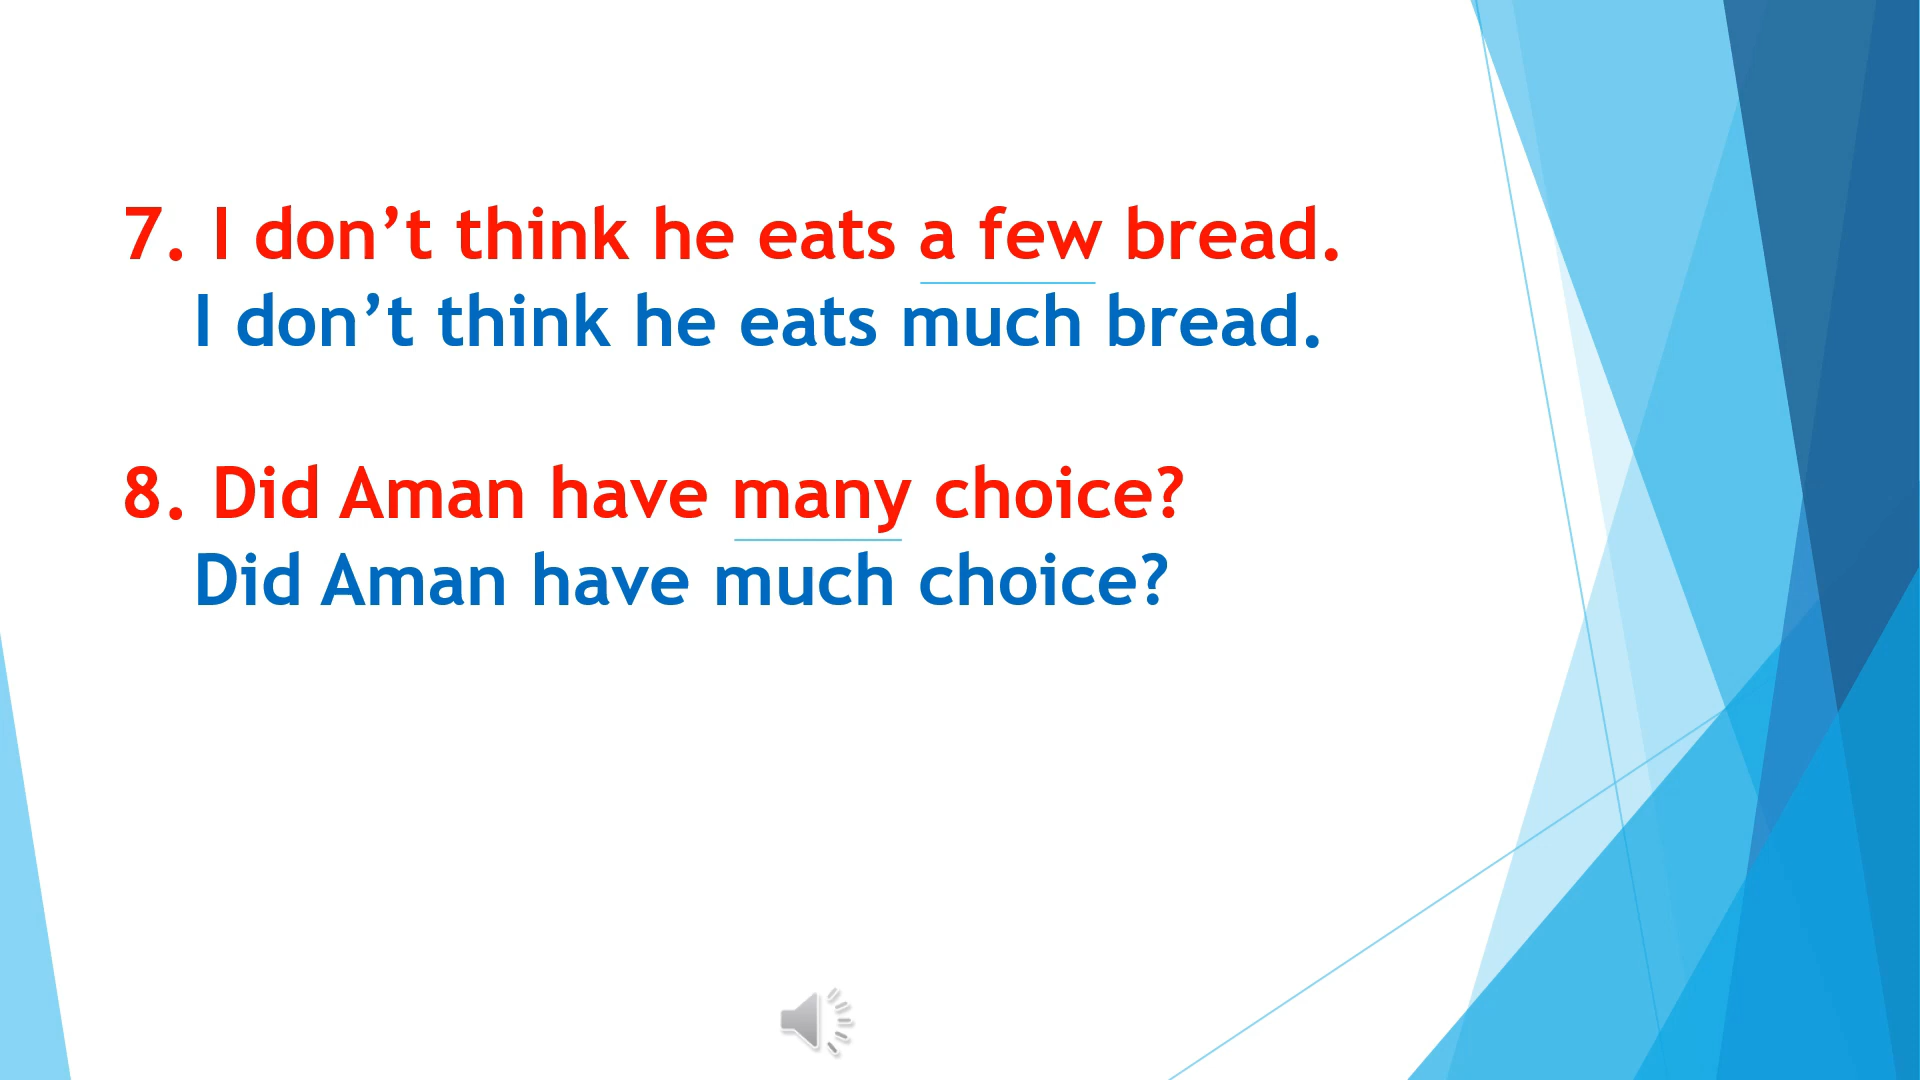 7. I don’t think he eats a few bread.
I don’t think he eats much bread.
8. Did Aman have many choice?
Did Aman have much choice?